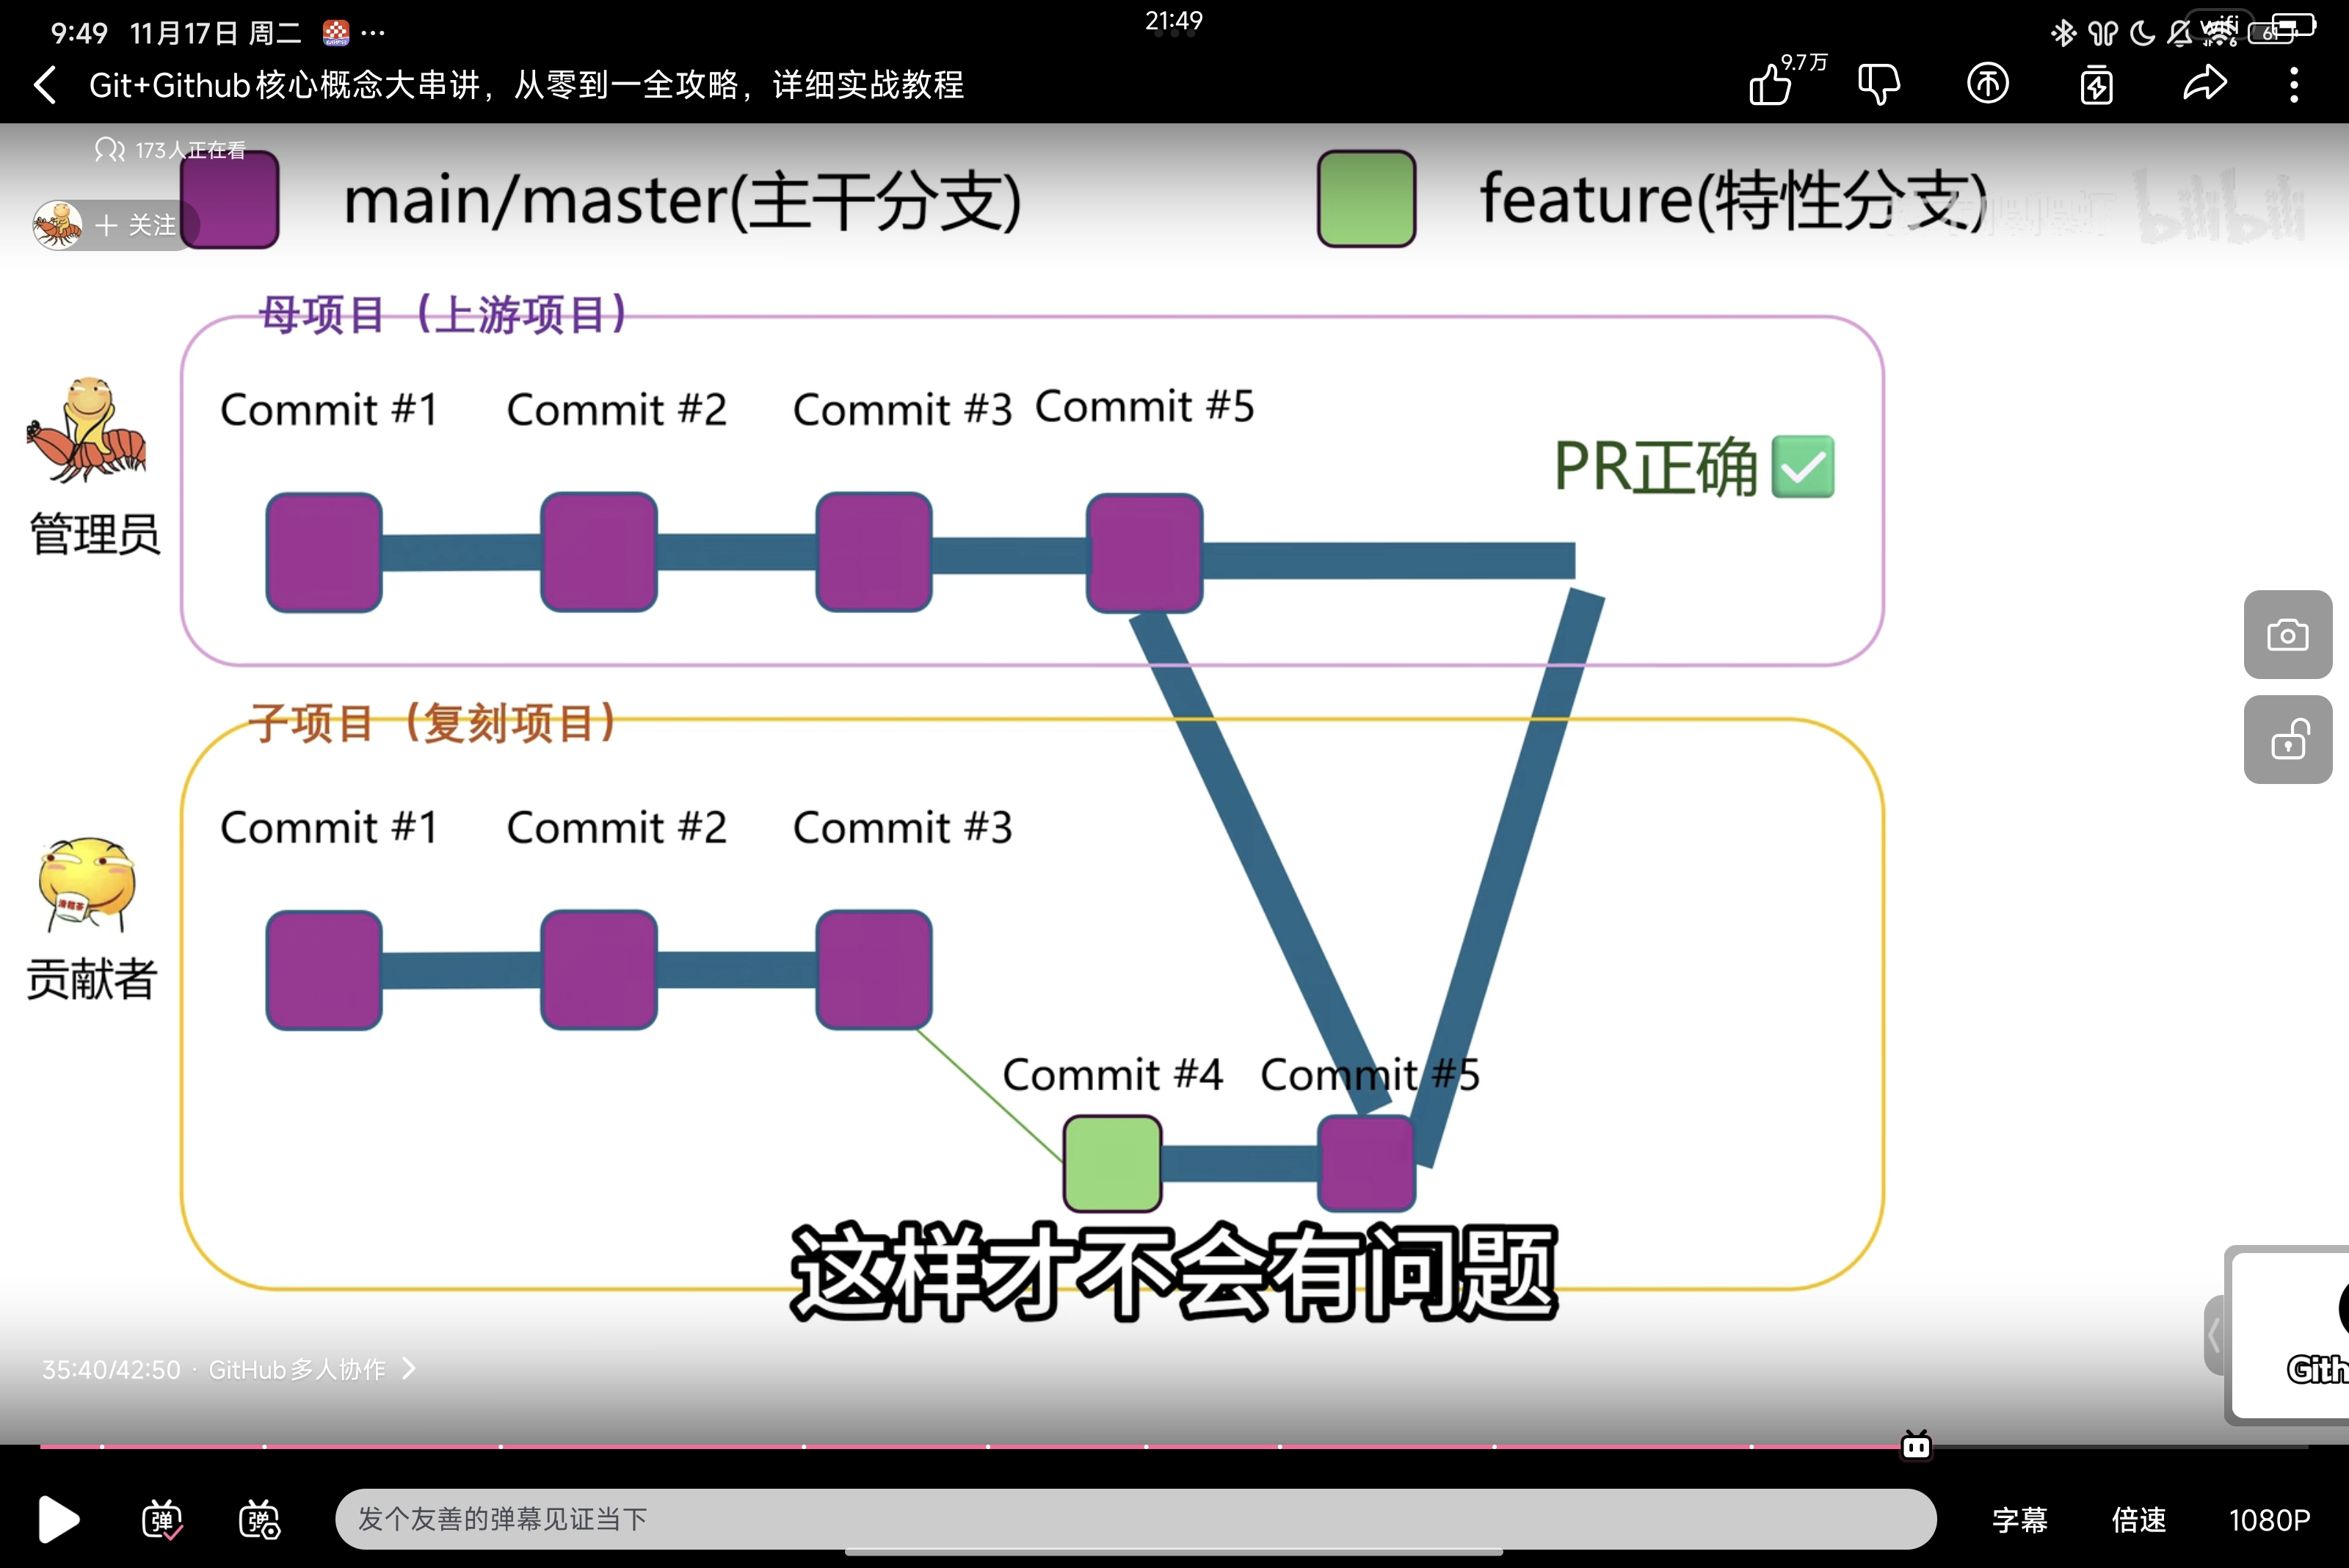 9:49 11月17日 周二
21:49
Git+Github核心概念大串讲，从零到一全攻略，详细实战教程
9.7万
173人正在看
+ 关注
main/master(主干分支)
feature(特性分支)
bilibili
母项目（上游项目）
Commit #1 Commit #2 Commit #3 Commit #5
PR正确
管理员
子项目（复刻项目）
Commit #1 Commit #2 Commit #3
贡献者
Commit #4 Commit #5
这样才不会有问题
35:40/42:50 · GitHub多人协作
Gith
弹
弹
发个友善的弹幕见证当下
字幕
倍速
1080P